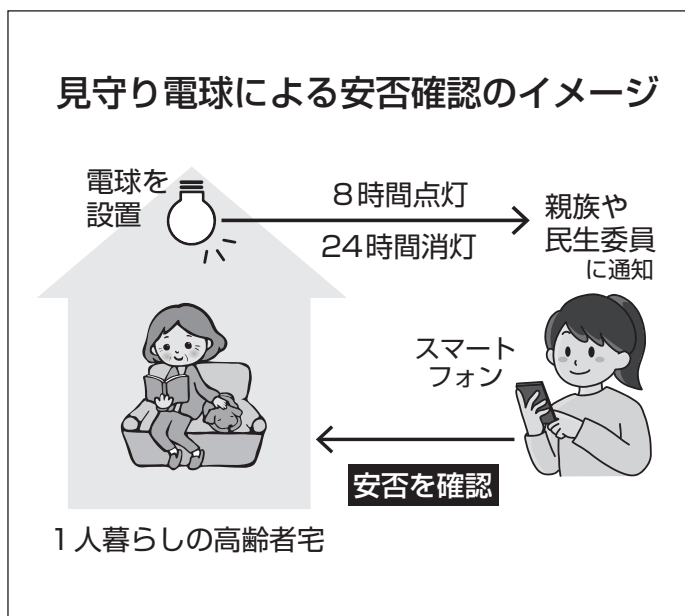 見守り電球による安否確認のイメージ
電球を
設置
8時間点灯
24時間消灯
親族や
民生委員
に通知
スマート
フォン
安否を確認
1人暮らしの高齢者宅